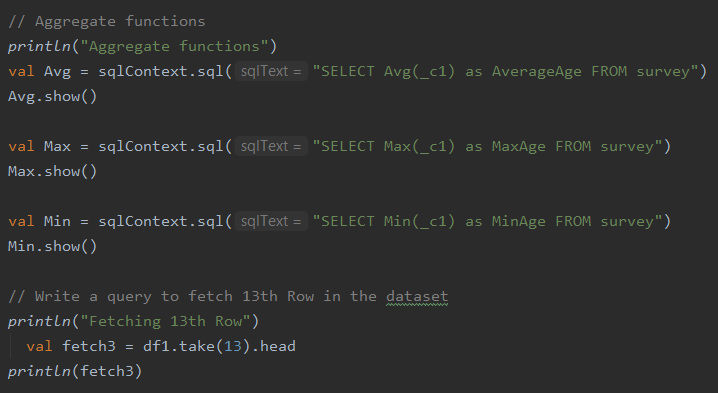 // Aggregate functions
println("Aggregate functions")
val Avg = sqlContext.sql( sqlText = "SELECT Avg(_c1) as AverageAge FROM survey")
Avg.show()
val Max = sqlContext.sql( sqlText = "SELECT Max(_c1) as MaxAge FROM survey")
Max.show()
val Min = sqlContext.sql( sqlText = "SELECT Min(_c1) as MinAge FROM survey")
Min.show()
// Write a query to fetch 13th Row in the dataset
println("Fetching 13th Row")
val fetch3 = df1.take(13).head
println(fetch3)